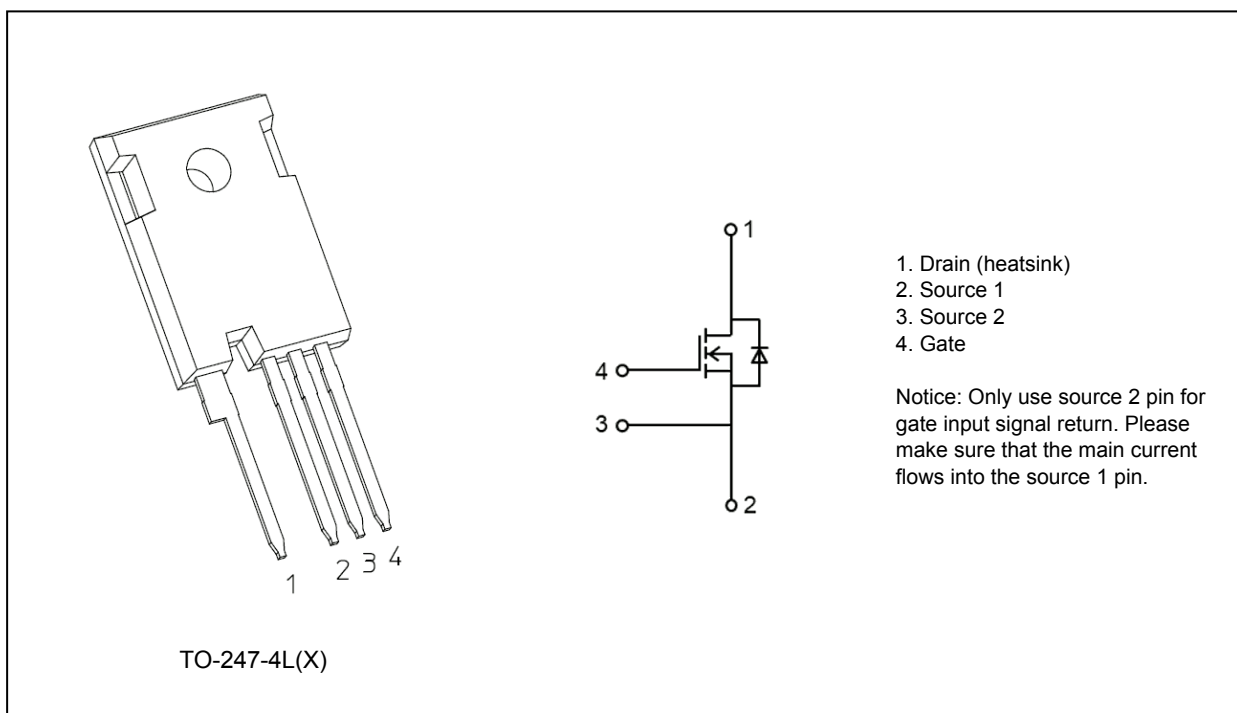 1
2
3
4
TO-247-4L(X)
1
4
3
2
1. Drain (heatsink)
2. Source 1
3. Source 2
4. Gate
Notice: Only use source 2 pin for
gate input signal return. Please
make sure that the main current
flows into the source 1 pin.